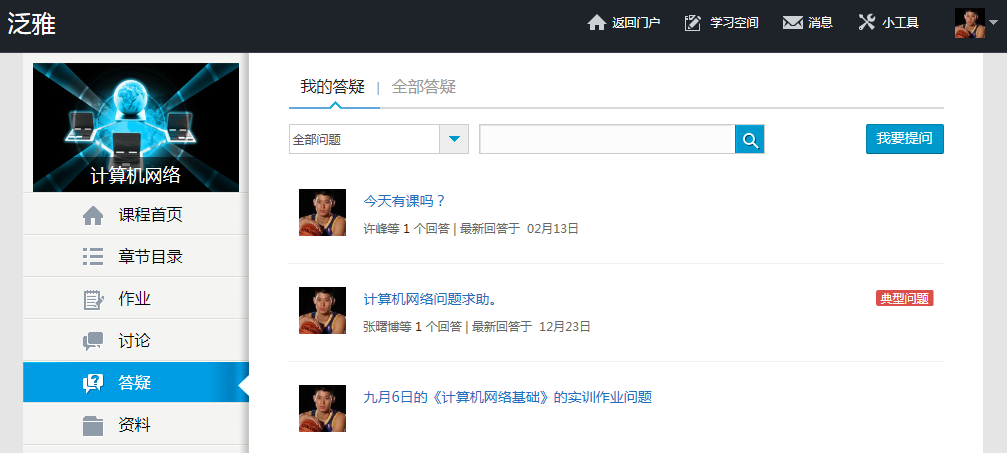 泛雅
返回门户 学习空间 消息 小工具
计算机网络
课程首页
章节目录
作业
讨论
答疑
资料
我的答疑 | 全部答疑
全部问题
我要提问
今天有课吗？
许峰等 1 个回答 | 最新回答于 02月13日
计算机网络问题求助。
典型问题
张曙博等 1 个回答 | 最新回答于 12月23日
九月6日的《计算机网络基础》的实训作业问题